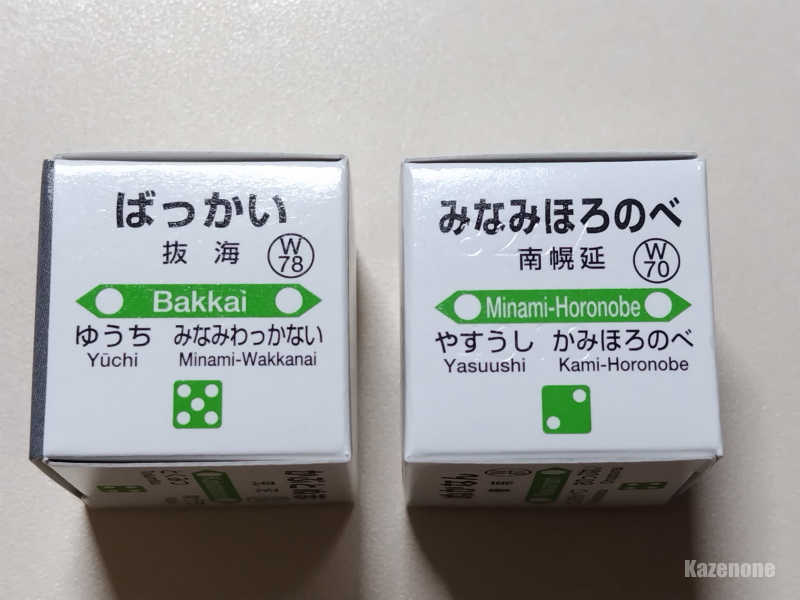 ばっかい
抜海
W
78
Bakkai
ゆうち みなみわっかない
Yūchi Minami-Wakkanai
みなみほろのべ
南幌延
W
70
Minami-Horonobe
やすうし かみほろのべ
Yasuushi Kami-Horonobe
Kazenone